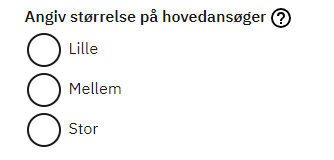 Angiv størrelse på hovedansøger ?
Lille
Mellem
Stor